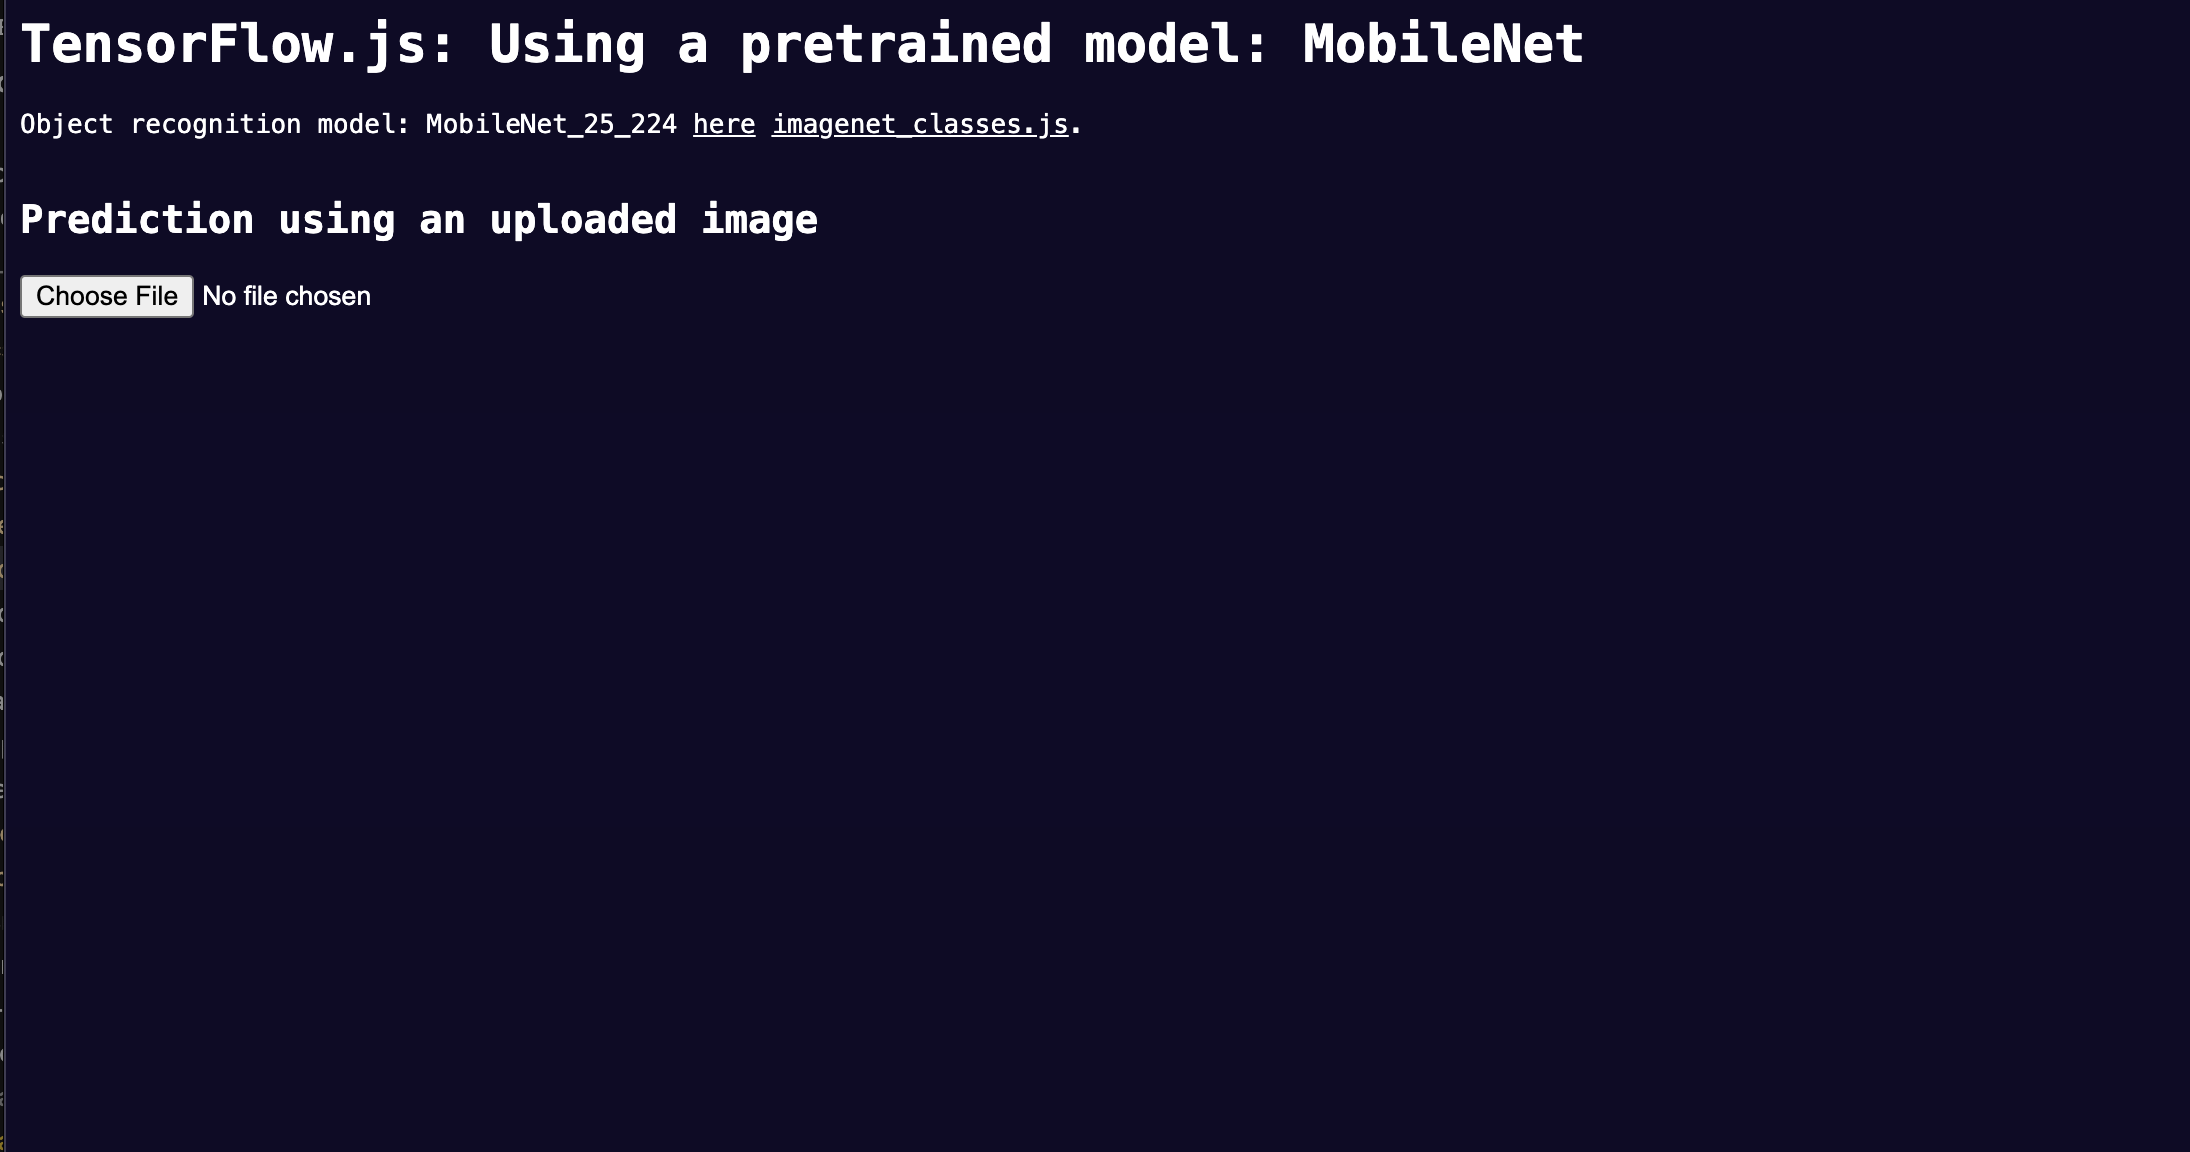 TensorFlow.js: Using a pretrained model: MobileNet
Object recognition model: MobileNet_25_224 here imagenet_classes.js.
Prediction using an uploaded image
Choose File No file chosen